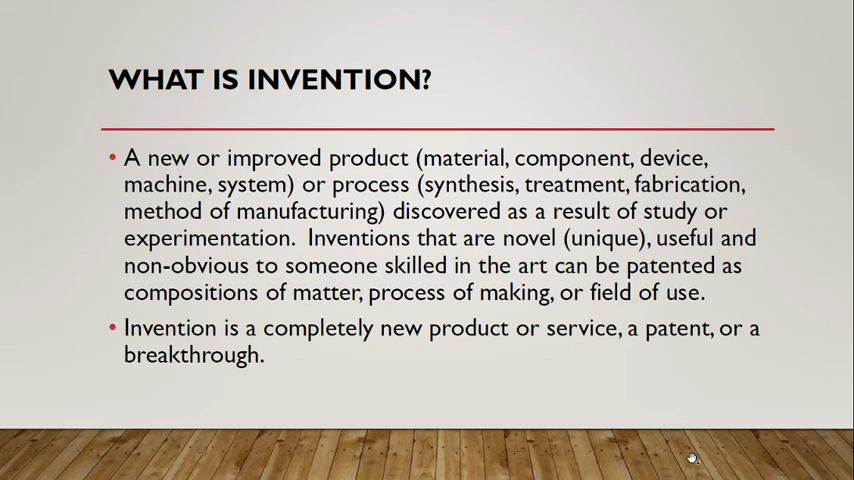 WHAT IS INVENTION?
• A new or improved product (material, component, device,
machine, system) or process (synthesis, treatment, fabrication,
method of manufacturing) discovered as a result of study or
experimentation.  Inventions that are novel (unique), useful and
non-obvious to someone skilled in the art can be patented as
compositions of matter, process of making, or field of use.
• Invention is a completely new product or service, a patent, or a
breakthrough.